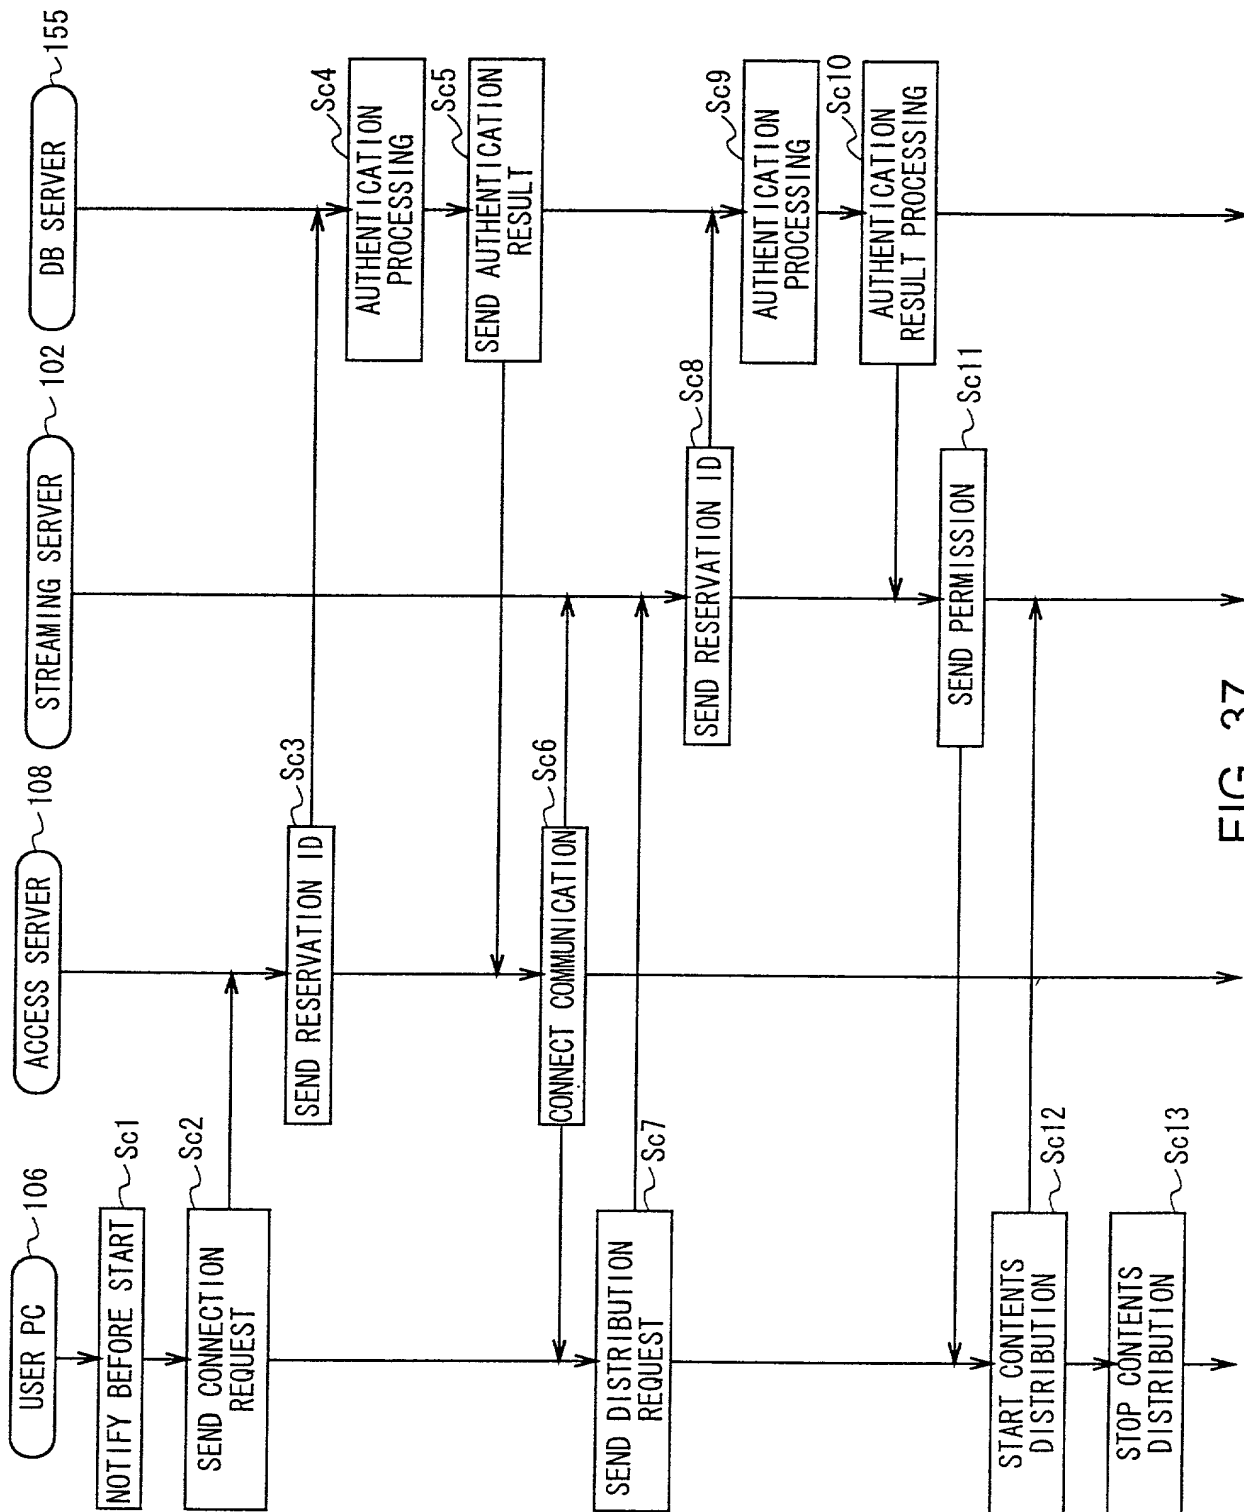 USER PC
106
ACCESS SERVER
108
STREAMING SERVER
102
DB SERVER
155
NOTIFY BEFORE START
Sc1
SEND CONNECTION
REQUEST
Sc2
SEND RESERVATION ID
Sc3
AUTHENTICATION
PROCESSING
Sc4
SEND AUTHENTICATION
RESULT
Sc5
CONNECT COMMUNICATION
Sc6
SEND DISTRIBUTION
REQUEST
Sc7
SEND RESERVATION ID
Sc8
AUTHENTICATION
PROCESSING
Sc9
AUTHENTICATION
RESULT PROCESSING
Sc10
SEND PERMISSION
Sc11
START CONTENTS
DISTRIBUTION
Sc12
STOP CONTENTS
DISTRIBUTION
Sc13
FIG. 37